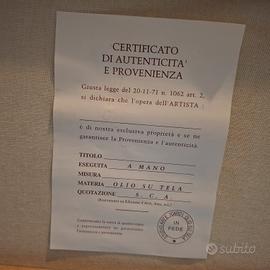 CERTIFICATO
DI AUTENTICITA'
E PROVENIENZA
Giusta legge del 20-11-71 n. 1062 art. 2,
si dichiara che l'opera dell'ARTISTA:
è di nostra esclusiva proprietà e se ne
garantisce la Provenienza e l'autenticità.
TITOLO
ESEGUITA A MANO
MISURA
MATERIA OLIO SU TELA
QUOTAZIONE S. C. A.
IN
FEDE
subito